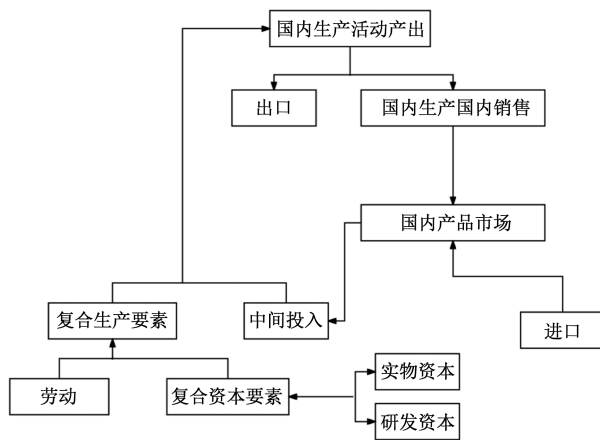 国内生产活动产出
出口
国内生产国内销售
国内产品市场
复合生产要素
中间投入
进口
劳动
复合资本要素
实物资本
研发资本